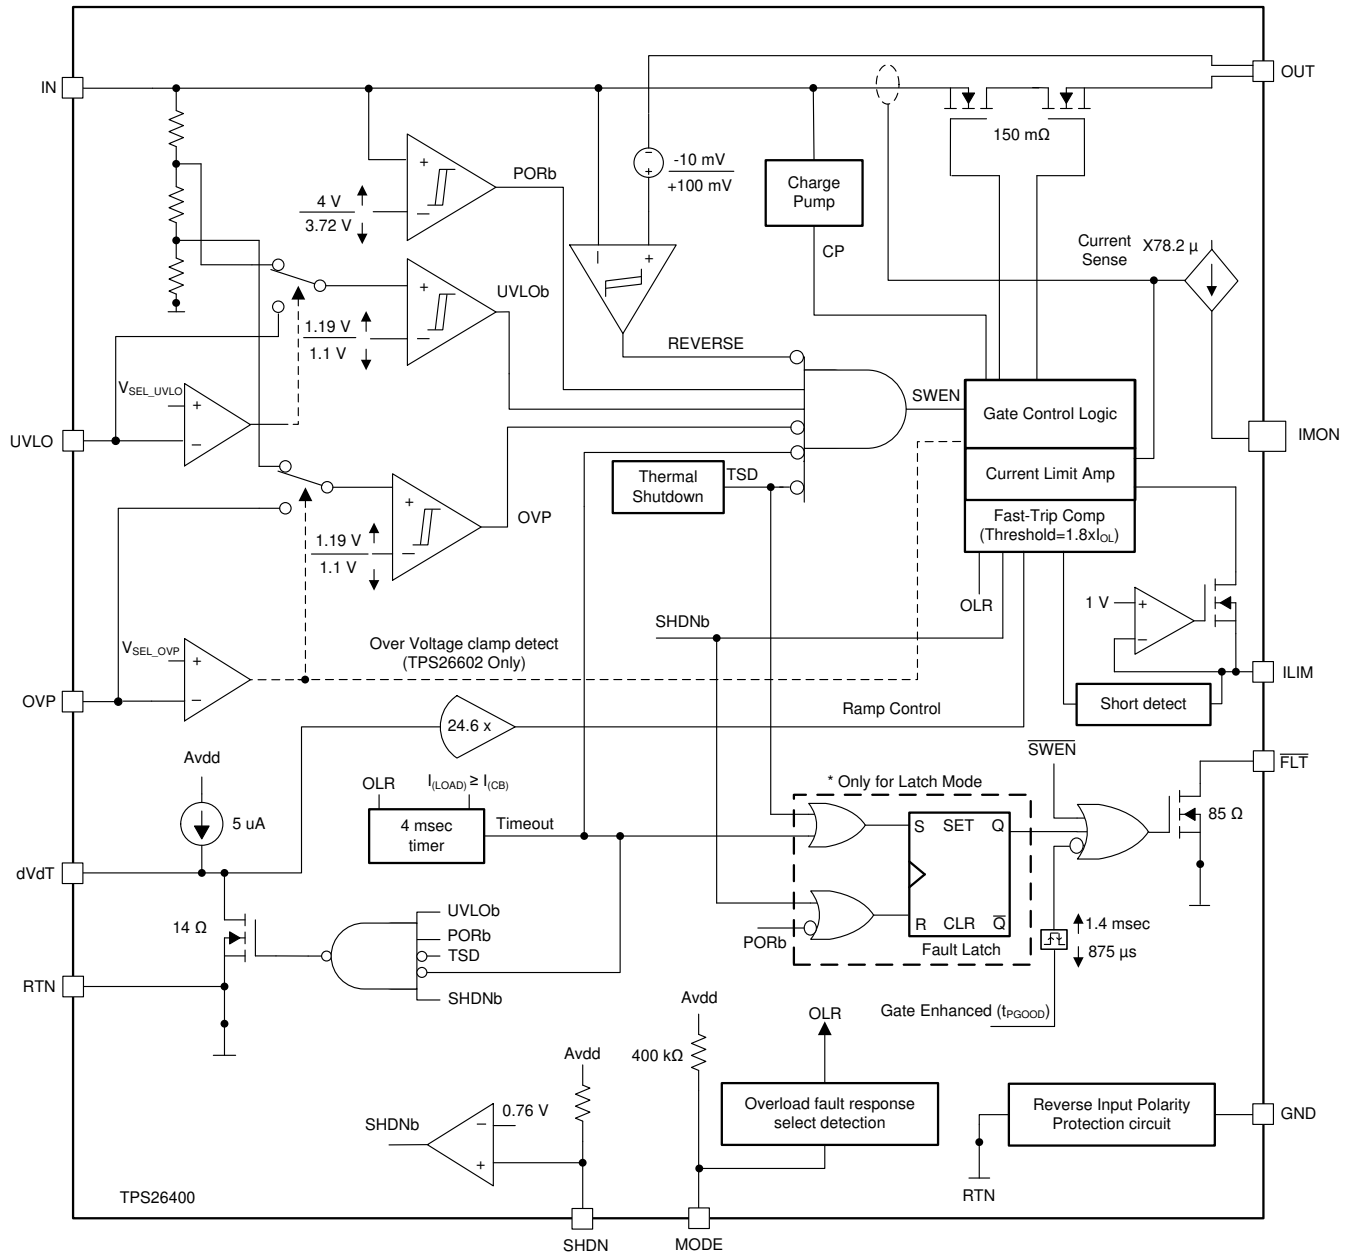 IN
OUT
150 mΩ
-10 mV
+100 mV
PORb
4 V
3.72 V
Charge
Pump
CP
Current
Sense
X78.2 µ
UVLOb
1.19 V
1.1 V
REVERSE
V_SEL_UVLO
SWEN
Gate Control Logic
UVLO
IMON
Current Limit Amp
Thermal
Shutdown
TSD
Fast-Trip Comp
(Threshold=1.8xI_OL)
OVP
1.19 V
1.1 V
OLR
1 V
SHDNb
Over Voltage clamp detect
(TPS26602 Only)
V_SEL_OVP
ILIM
OVP
Short detect
Ramp Control
24.6 x
S̅W̅E̅N̅
Avdd
F̅L̅T̅
OLR
I_(LOAD) ≥ I_(CB)
* Only for Latch Mode
5 uA
4 msec
timer
Timeout
S
SET
Q
85 Ω
dVdT
14 Ω
UVLOb
PORb
TSD
SHDNb
PORb
R
CLR
Q̅
Fault Latch
1.4 msec
875 µs
RTN
Avdd
OLR
Gate Enhanced (t_PGOOD)
Avdd
400 kΩ
0.76 V
SHDNb
Overload fault response
select detection
Reverse Input Polarity
Protection circuit
GND
RTN
TPS26400
SHDN
MODE